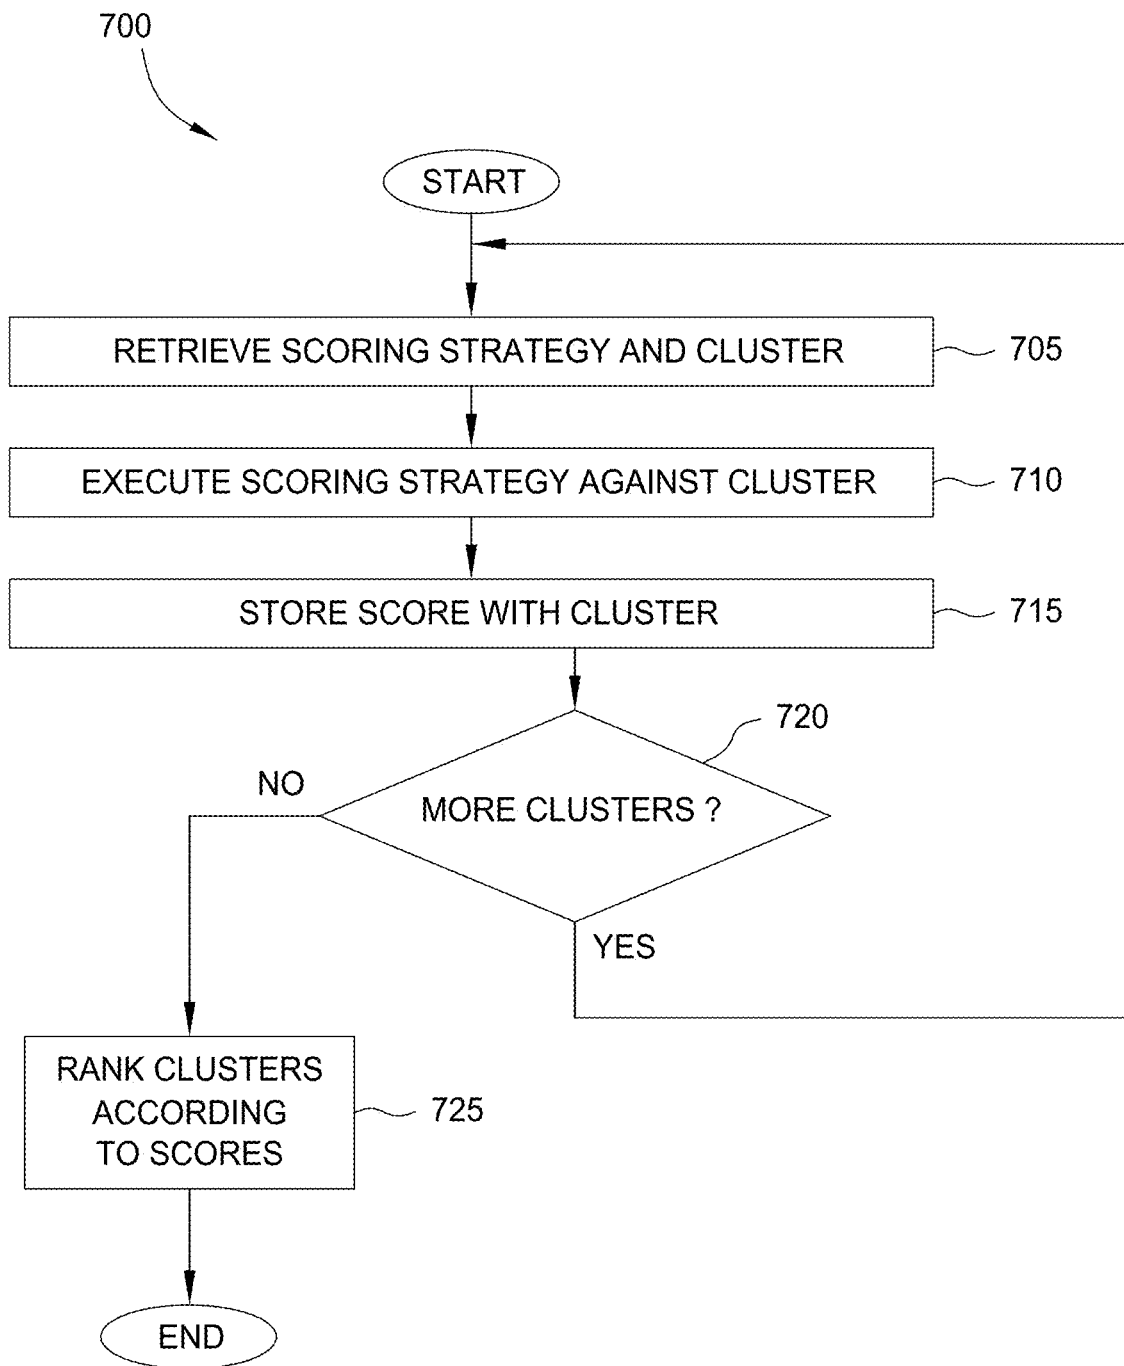 700
START
RETRIEVE SCORING STRATEGY AND CLUSTER
705
EXECUTE SCORING STRATEGY AGAINST CLUSTER
710
STORE SCORE WITH CLUSTER
715
720
NO
MORE CLUSTERS ?
YES
RANK CLUSTERS
ACCORDING
TO SCORES
725
END